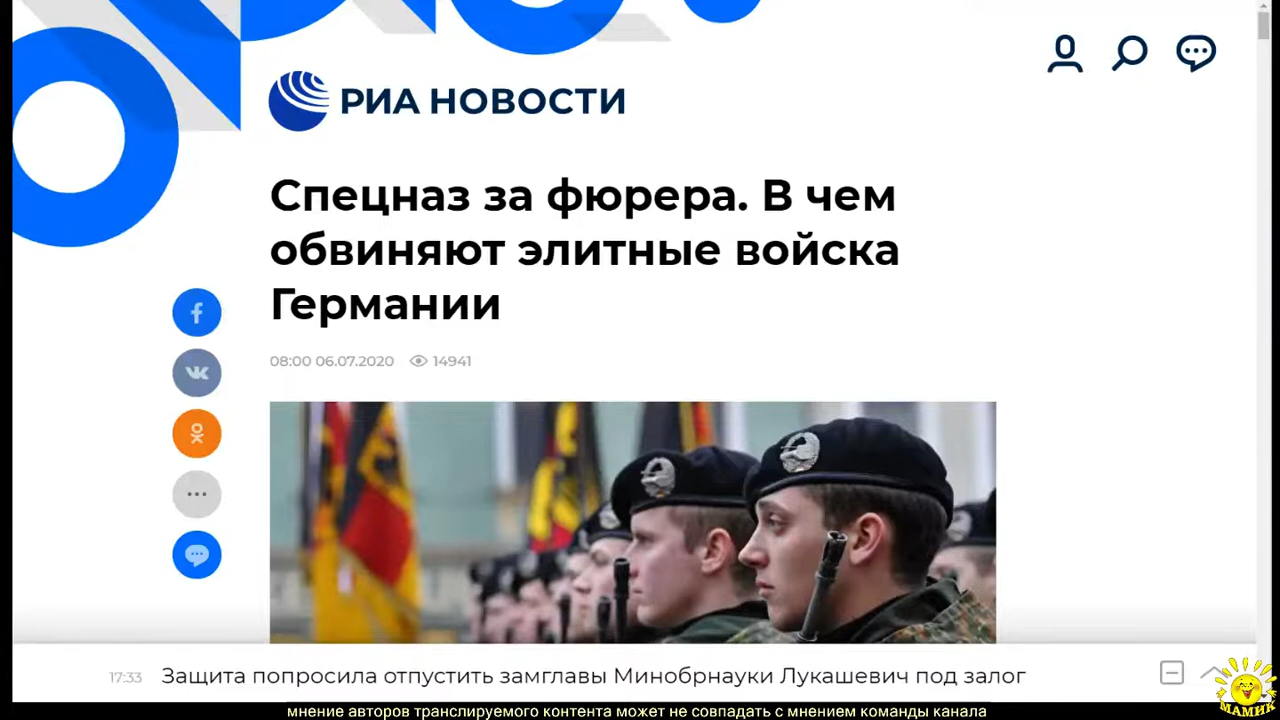 РИА НОВОСТИ
Спецназ за фюрера. В чем
обвиняют элитные войска
Германии
08:00 06.07.2020 14941
17:33 Защита попросила отпустить замглавы Минобрнауки Лукашевич под залог
МАМИК
мнение авторов транслируемого контента может не совпадать с мнением команды канала